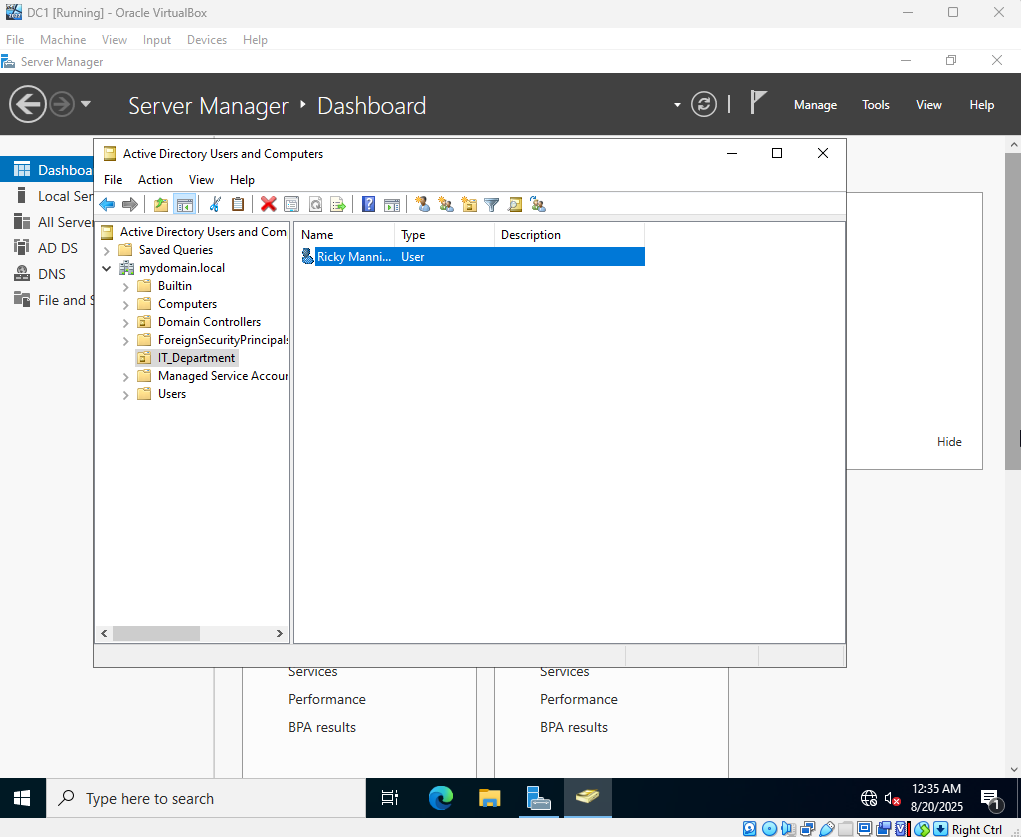 DC1 [Running] - Oracle VirtualBox
File Machine View Input Devices Help
Server Manager
Server Manager Dashboard
Manage Tools View Help
Active Directory Users and Computers
File Action View Help
Dashboa
Local Ser
All Server
AD DS
DNS
File and S
Active Directory Users and Com
Saved Queries
mydomain.local
Builtin
Computers
Domain Controllers
ForeignSecurityPrincipals
IT_Department
Managed Service Accour
Users
Name Type Description
Ricky Manni... User
Hide
Services Services
Performance Performance
BPA results BPA results
Type here to search
12:35 AM
8/20/2025
1
Right Ctrl